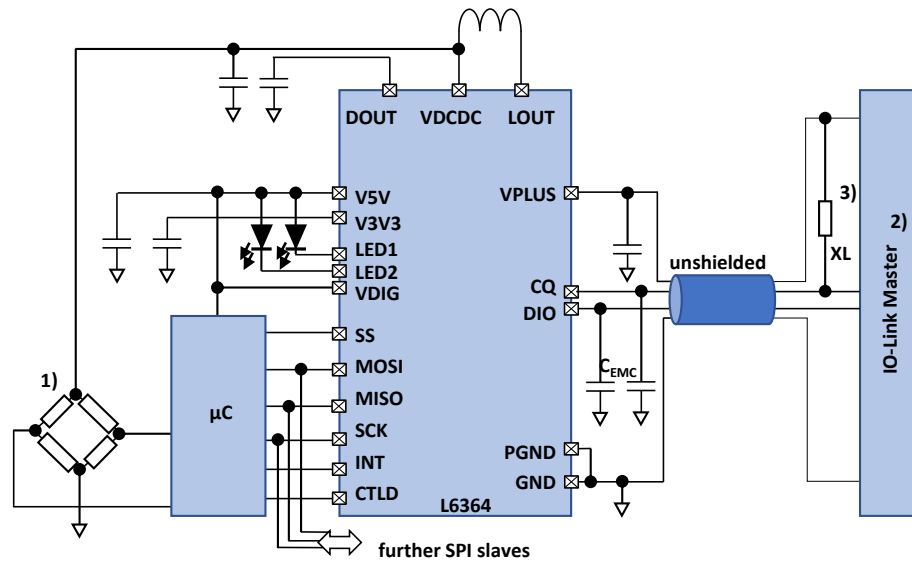 DOUT VDCDC LOUT
V5V
V3V3
LED1
LED2
VDIG
SS
MOSI
MISO
SCK
INT
CTLD
VPLUS
CQ
DIO
PGND
GND
L6364
1)
µC
C_EMC
unshielded
3)
XL
2)
IO-Link Master
further SPI slaves